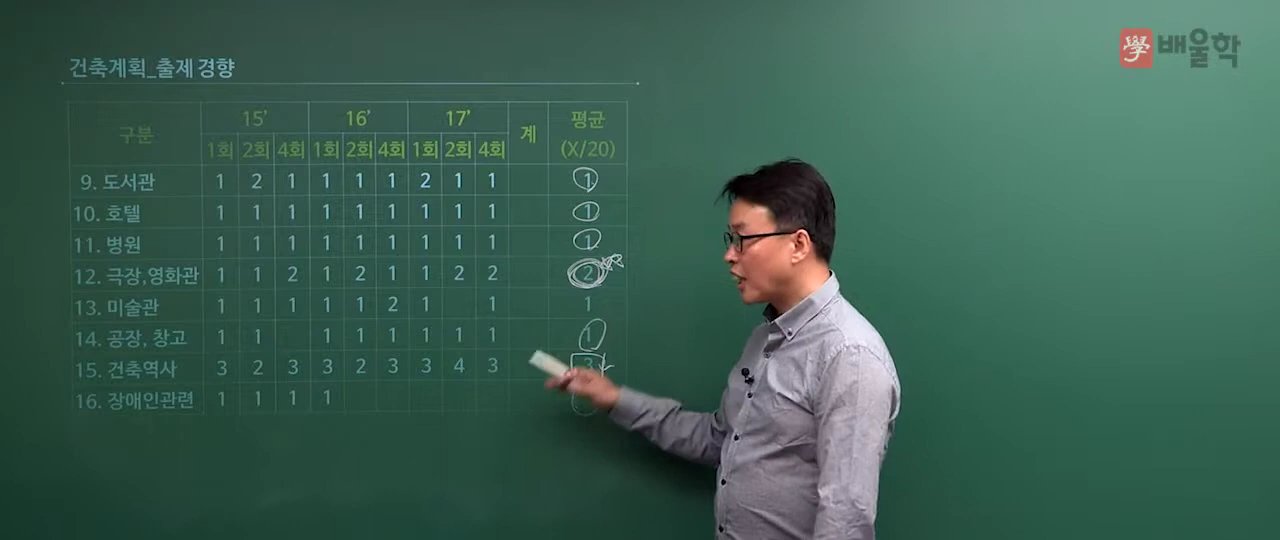 學 배울학
건축계획_출제 경향
구분 15' 16' 17' 계 평균
1회 2회 4회 1회 2회 4회 1회 2회 4회 (X/20)
9. 도서관 1 2 1 1 1 1 2 1 1 1
10. 호텔 1 1 1 1 1 1 1 1 1 1
11. 병원 1 1 1 1 1 1 1 1 1 1
12. 극장,영화관 1 1 2 1 2 1 1 2 2 2
13. 미술관 1 1 1 1 1 2 1 1 1
14. 공장, 창고 1 1 1 1 1 1 1 1 1
15. 건축역사 3 2 3 3 2 3 3 4 3 3
16. 장애인관련 1 1 1 1